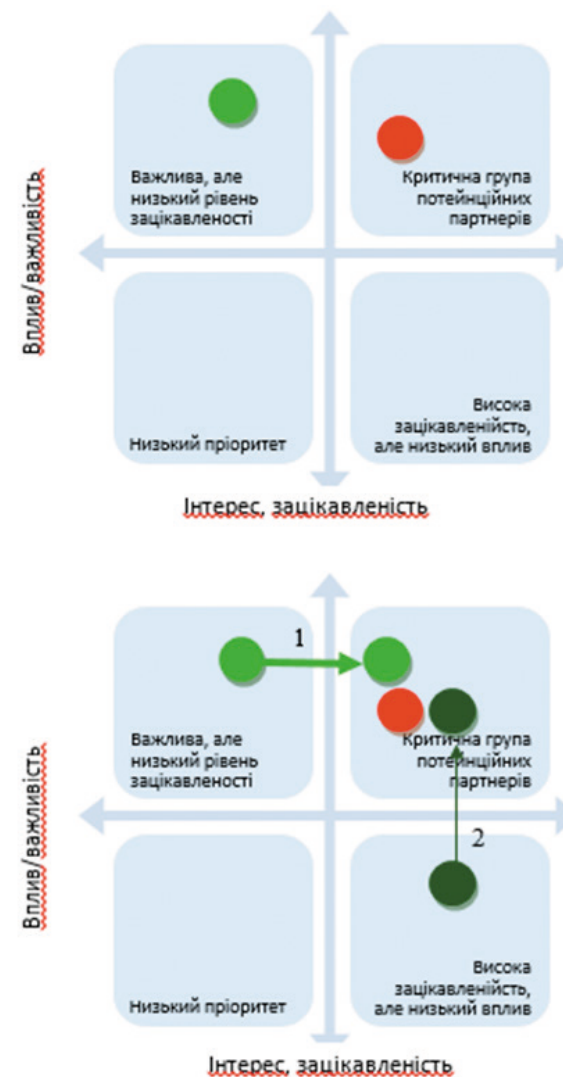 Вплив/важливість
Важлива, але
низький рівень
зацікавленості
Критична група
потейнційних
партнерів
Низький пріоритет
Висока
зацікавленійсть,
але низький вплив
Інтерес, зацікавленість
Вплив/важливість
1
Важлива, але
низький рівень
зацікавленості
Критична група
потейнційних
партнерів
2
Низький пріоритет
Висока
зацікавленійсть,
але низький вплив
Інтерес, зацікавленість